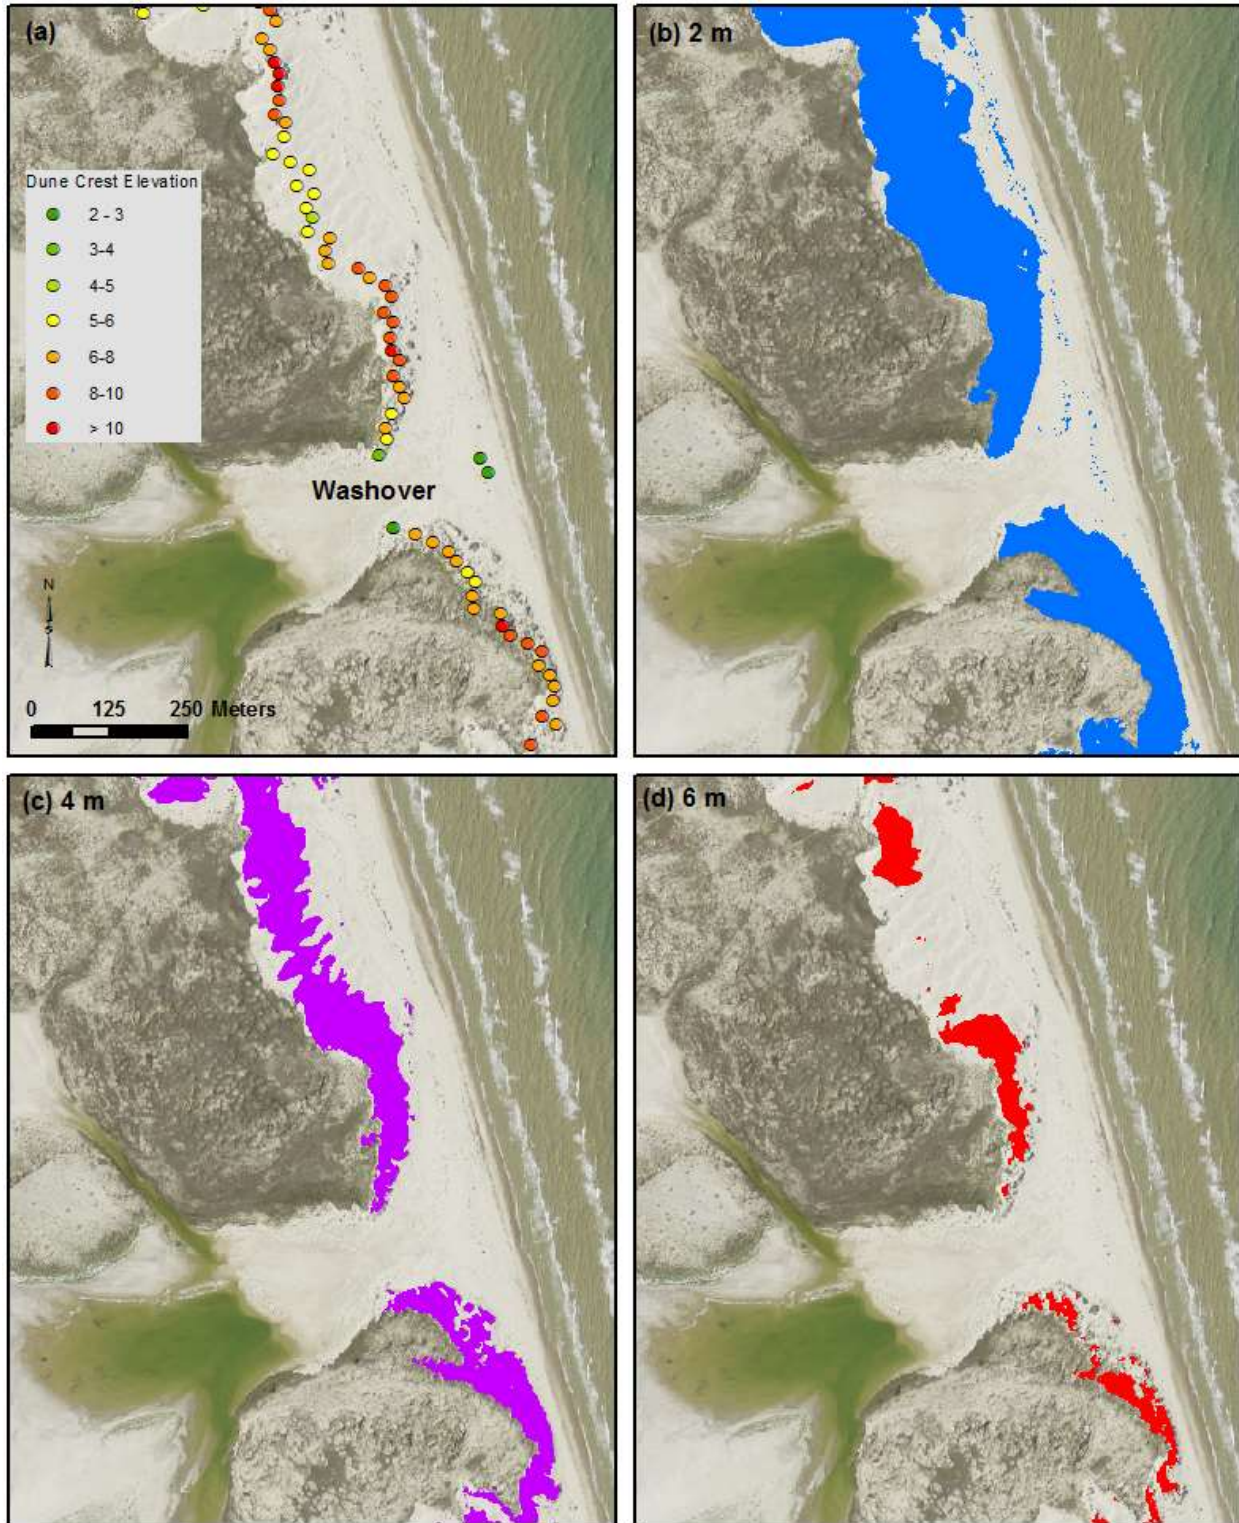 (a)
Dune Crest Elevation
2 - 3
3-4
4-5
5-6
6-8
8-10
> 10
Washover
N
0 125 250 Meters
(b) 2 m
(c) 4 m
(d) 6 m